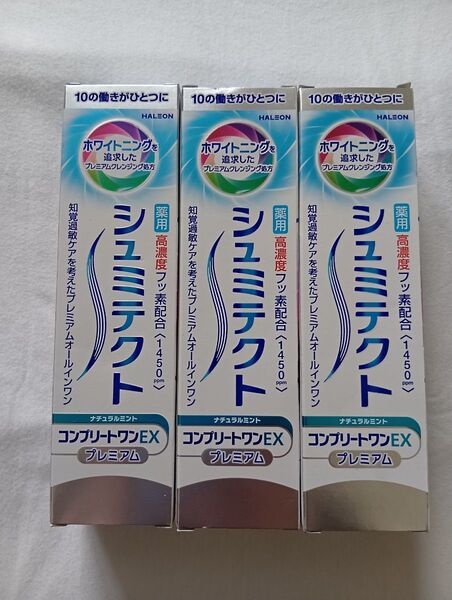 10の働きがひとつに
HALEON
ホワイトニングを
追求した
プレミアムクレンジング処方
薬用
高濃度フッ素配合〈1450ppm〉
シュミテクト
知覚過敏ケアを考えたプレミアムオールインワン
ナチュラルミント
コンプリートワンEX
プレミアム
10の働きがひとつに
HALEON
ホワイトニングを
追求した
プレミアムクレンジング処方
薬用
高濃度フッ素配合〈1450ppm〉
シュミテクト
知覚過敏ケアを考えたプレミアムオールインワン
ナチュラルミント
コンプリートワンEX
プレミアム
10の働きがひとつに
HALEON
ホワイトニングを
追求した
プレミアムクレンジング処方
薬用
高濃度フッ素配合〈1450ppm〉
シュミテクト
知覚過敏ケアを考えたプレミアムオールインワン
ナチュラルミント
コンプリートワンEX
プレミアム